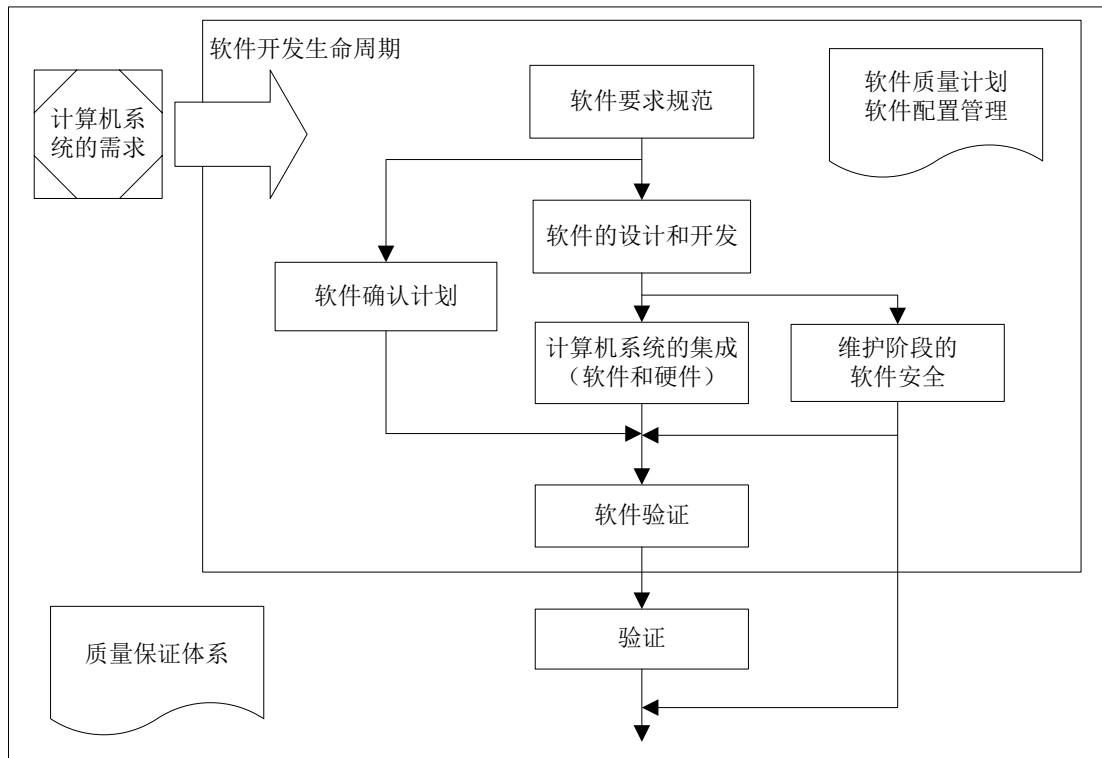 软件开发生命周期
计算机系
统的需求
软件要求规范
软件质量计划
软件配置管理
软件的设计和开发
软件确认计划
计算机系统的集成
（软件和硬件）
维护阶段的
软件安全
软件验证
验证
质量保证体系